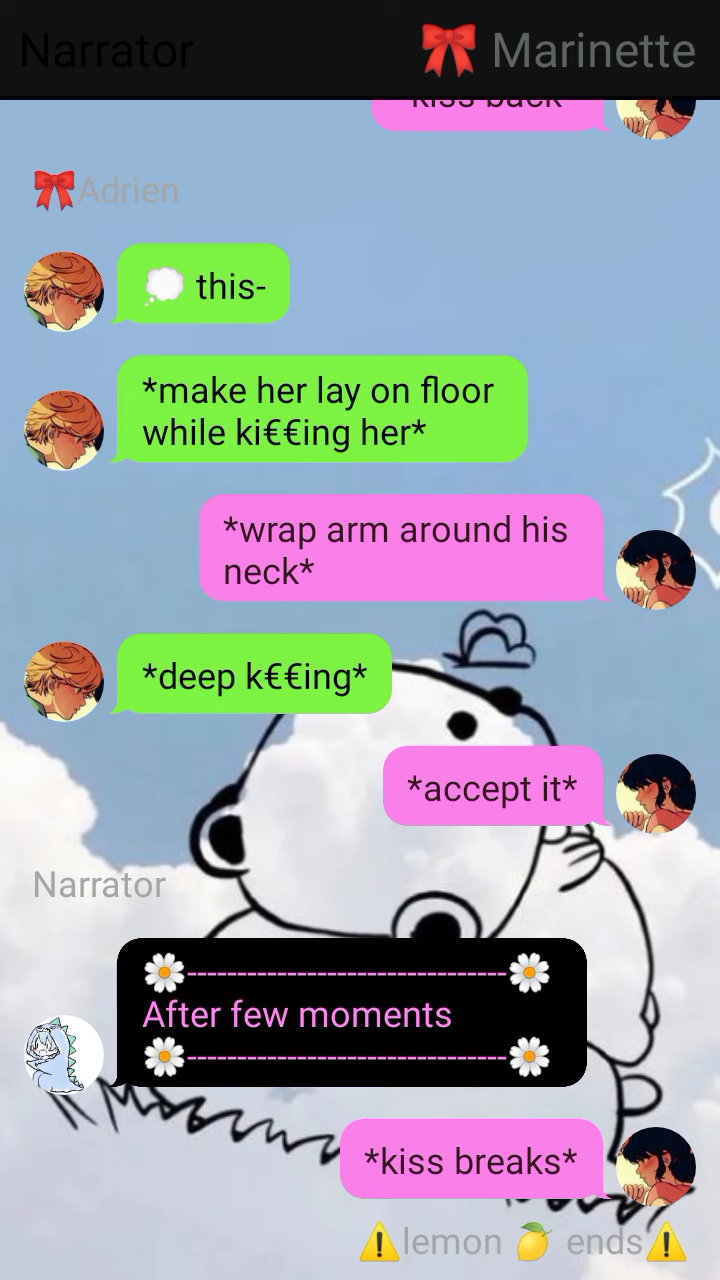 Narrator
🎀 Marinette
kiss back
🎀Adrien
💭 this-
*make her lay on floor
while ki€€ing her*
*wrap arm around his
neck*
*deep k€€ing*
*accept it*
Narrator
🌼--------------------------------🌼
After few moments
🌼--------------------------------🌼
*kiss breaks*
⚠️lemon 🍋 ends⚠️